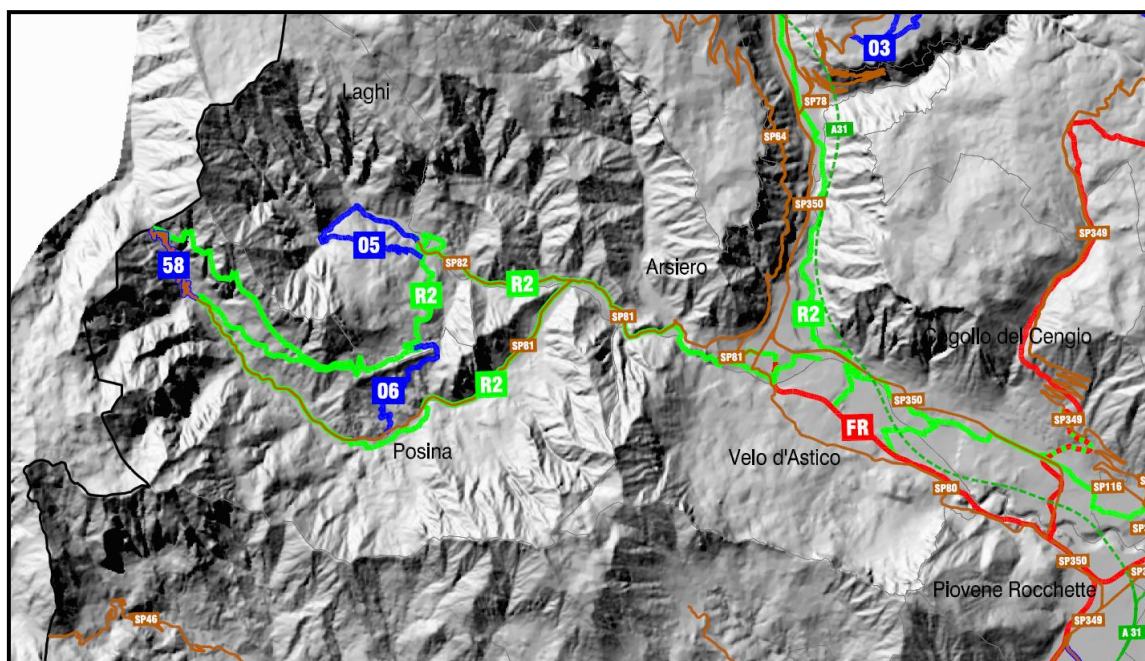 03
Laghi
SP78
A31
SP64
SP350
SP349
05
58
SP82
Arsiero
R2
R2
R2
SP81
Cogollo del Cengio
SP81
SP81
06
R2
SP350
SP349
FR
Posina
Velo d'Astico
SP80
SP116
SP350
Piovene Rocchette
SP46
SP349
A 31